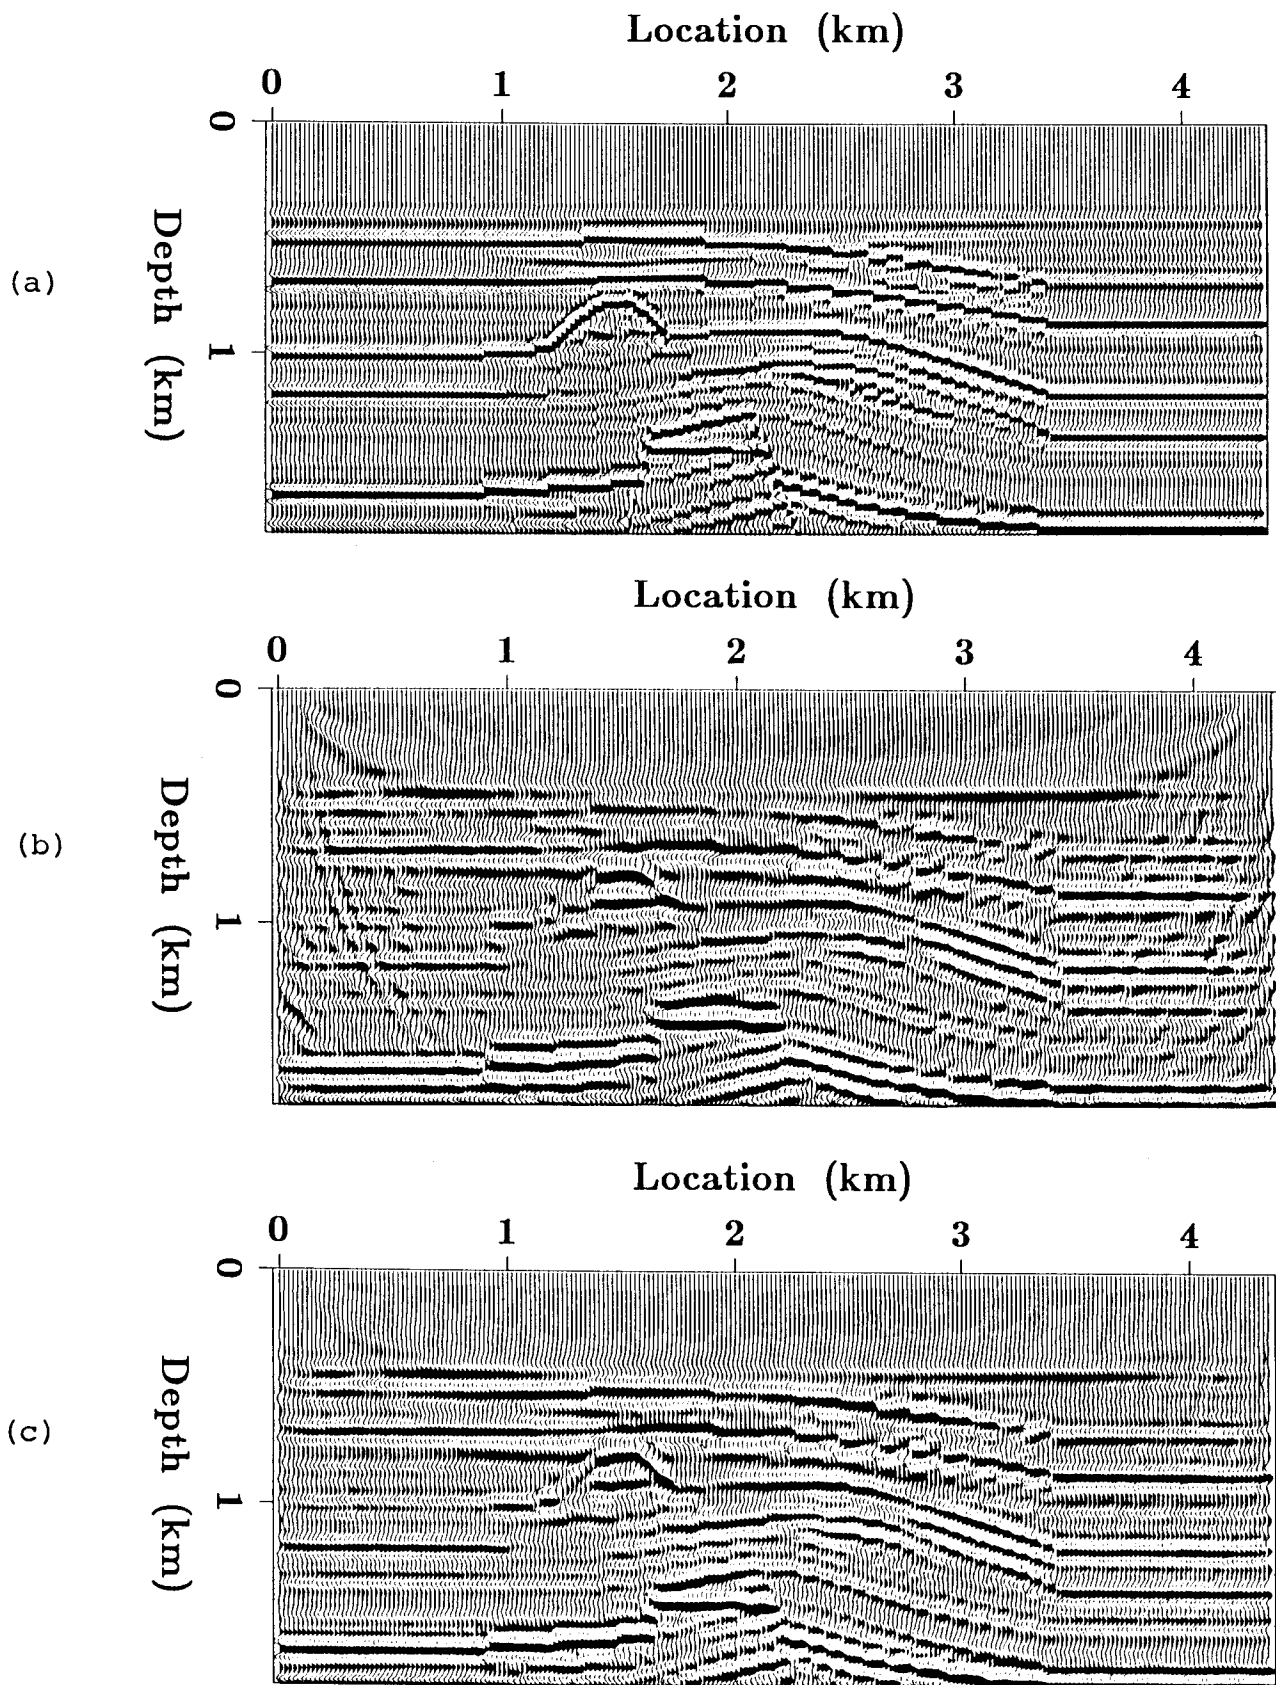 Location (km)
0 1 2 3 4
0
1
Depth (km)
(a)
Location (km)
0 1 2 3 4
0
1
Depth (km)
(b)
Location (km)
0 1 2 3 4
0
1
Depth (km)
(c)